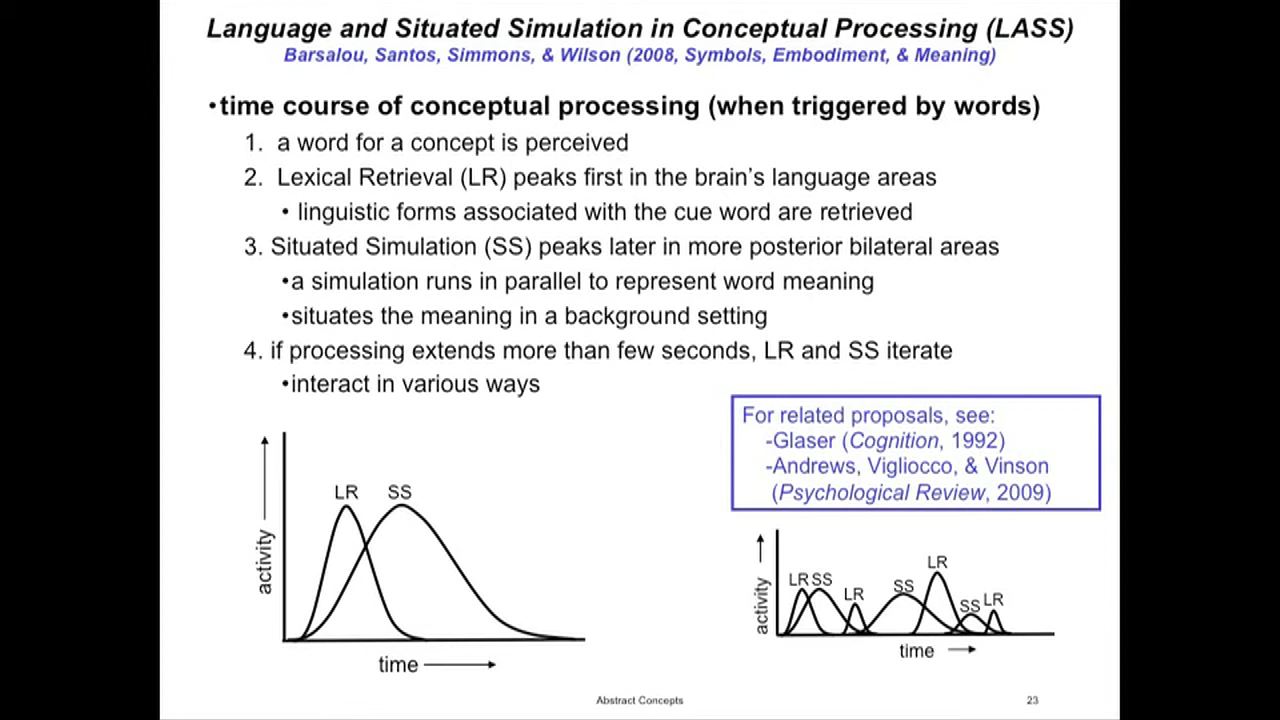 Language and Situated Simulation in Conceptual Processing (LASS)
Barsalou, Santos, Simmons, & Wilson (2008, Symbols, Embodiment, & Meaning)
•time course of conceptual processing (when triggered by words)
1. a word for a concept is perceived
2. Lexical Retrieval (LR) peaks first in the brain's language areas
• linguistic forms associated with the cue word are retrieved
3. Situated Simulation (SS) peaks later in more posterior bilateral areas
•a simulation runs in parallel to represent word meaning
•situates the meaning in a background setting
4. if processing extends more than few seconds, LR and SS iterate
•interact in various ways
For related proposals, see:
-Glaser (Cognition, 1992)
-Andrews, Vigliocco, & Vinson
(Psychological Review, 2009)
LR SS
activity
time
LR SS LR SS LR SS LR
activity
time
Abstract Concepts
23